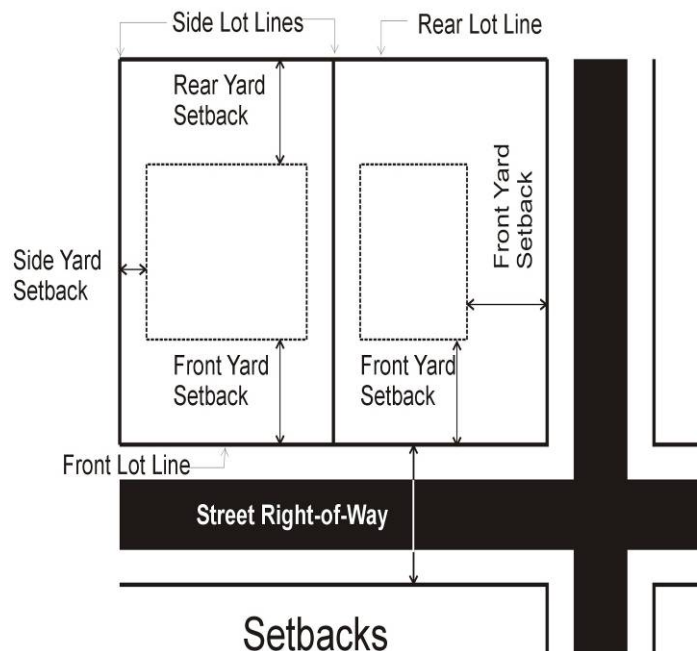 Side Lot Lines
Rear Lot Line
Rear Yard
Setback
Front Yard
Setback
Side Yard
Setback
Front Yard
Setback
Front Yard
Setback
Front Lot Line
Street Right-of-Way
Setbacks